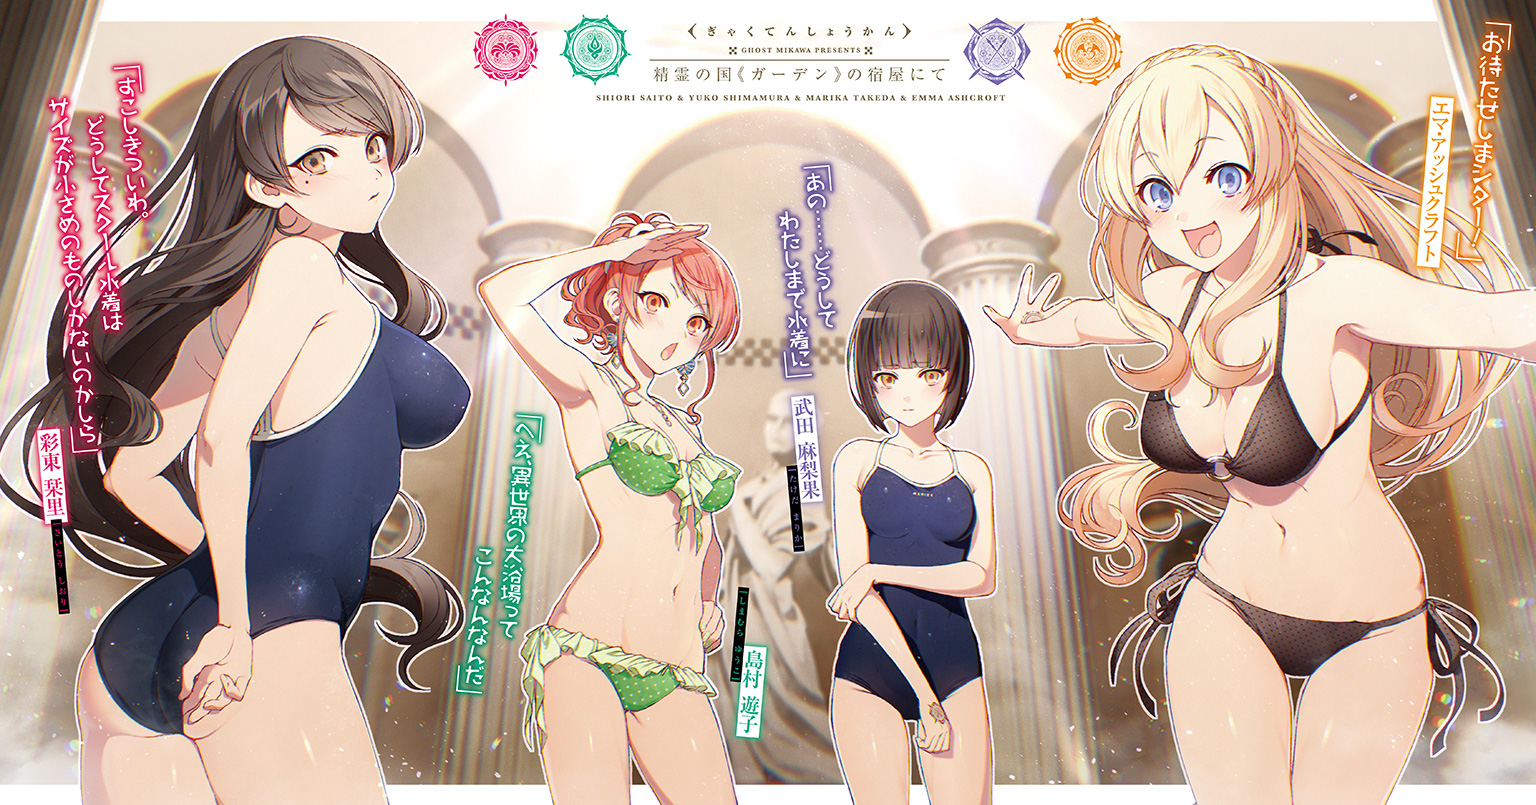 ぎゃくてんしょうかん
GHOST MIKAWA PRESENTS
精霊の国《ガーデン》の宿屋にて
SHIORI SAITO & YUKO SHIMAMURA & MARIKA TAKEDA & EMMA ASHCROFT
「お待たせしまシター！」
エマ・アッシュクラフト
「あの……どうして
わたしまで水着に」
武田 麻梨果
たけだ まりか
MARIKA
「へえ、異世界の大浴場って
こんなんなんだ」
島村 遊子
しまむら ゆうこ
「すこしきついわ。
どうしてスクール水着は
サイズが小さめのものしかないのかしら」
彩東 栞里
さいとう しおり